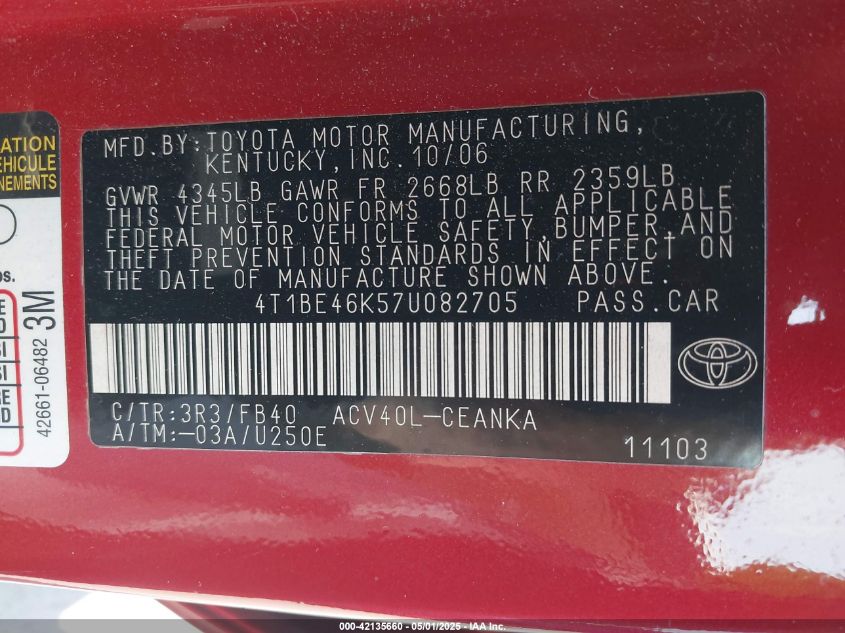 MFD.BY:TOYOTA MOTOR MANUFACTURING,
KENTUCKY,INC.10/06
GVWR 4345LB GAWR FR 2668LB RR 2359LB
THIS VEHICLE CONFORMS TO ALL APPLICABLE
FEDERAL MOTOR VEHICLE SAFETY,BUMPER,AND
THEFT PREVENTION STANDARDS IN EFFECT ON
THE DATE OF MANUFACTURE SHOWN ABOVE.
4T1BE46K57U082705 PASS.CAR
C/TR:3R3/FB40 ACV40L-CEANKA
A/TM:-03A/U250E
11103
VEHICULE
42661-06482 3M
000-42135660 - 05/01/2025 - IAA Inc.